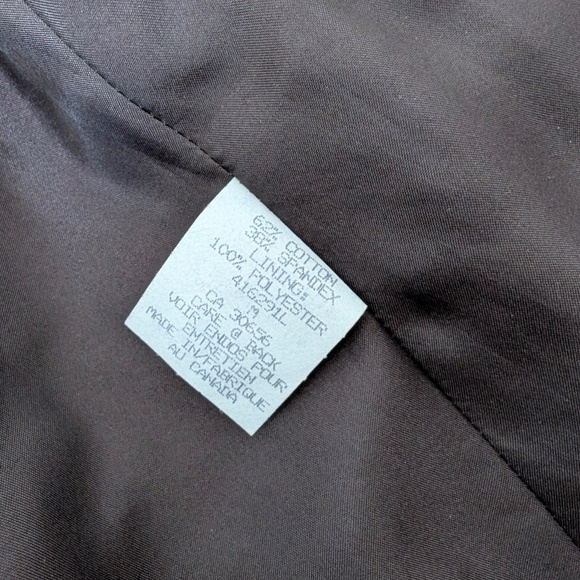 62% COTTON
38% SPANDEX
LINING:
100% POLYESTER
416291L
M
CA 30656
CARE @ BACK
VOIR ENDOS POUR
ENTRETIEM
MADE IN/FABRIQUE
AU CANADA